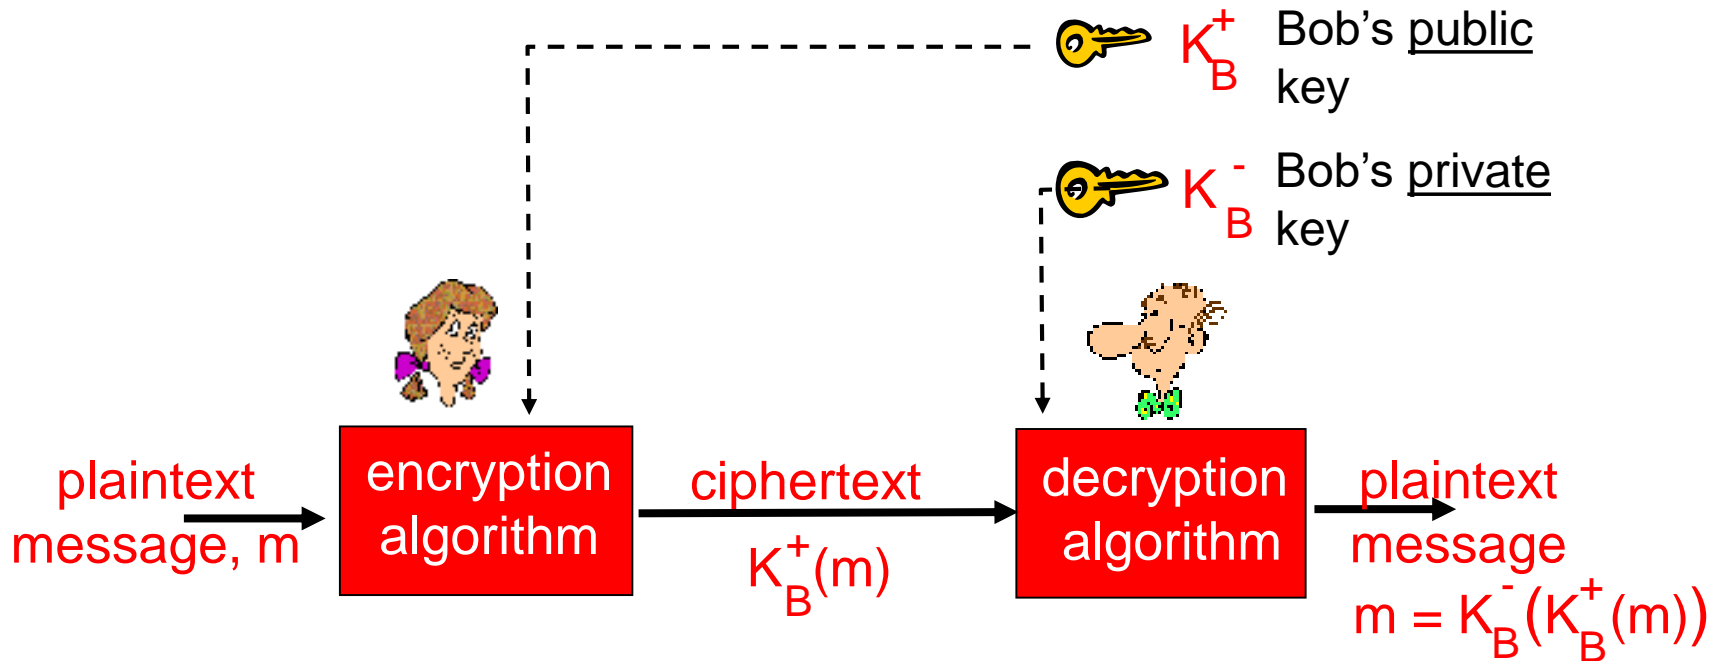 K_B^+ Bob's public
key
K_B^- Bob's private
key
plaintext
message, m
encryption
algorithm
ciphertext
K_B^+(m)
decryption
algorithm
plaintext
message
m = K_B^-(K_B^+(m))